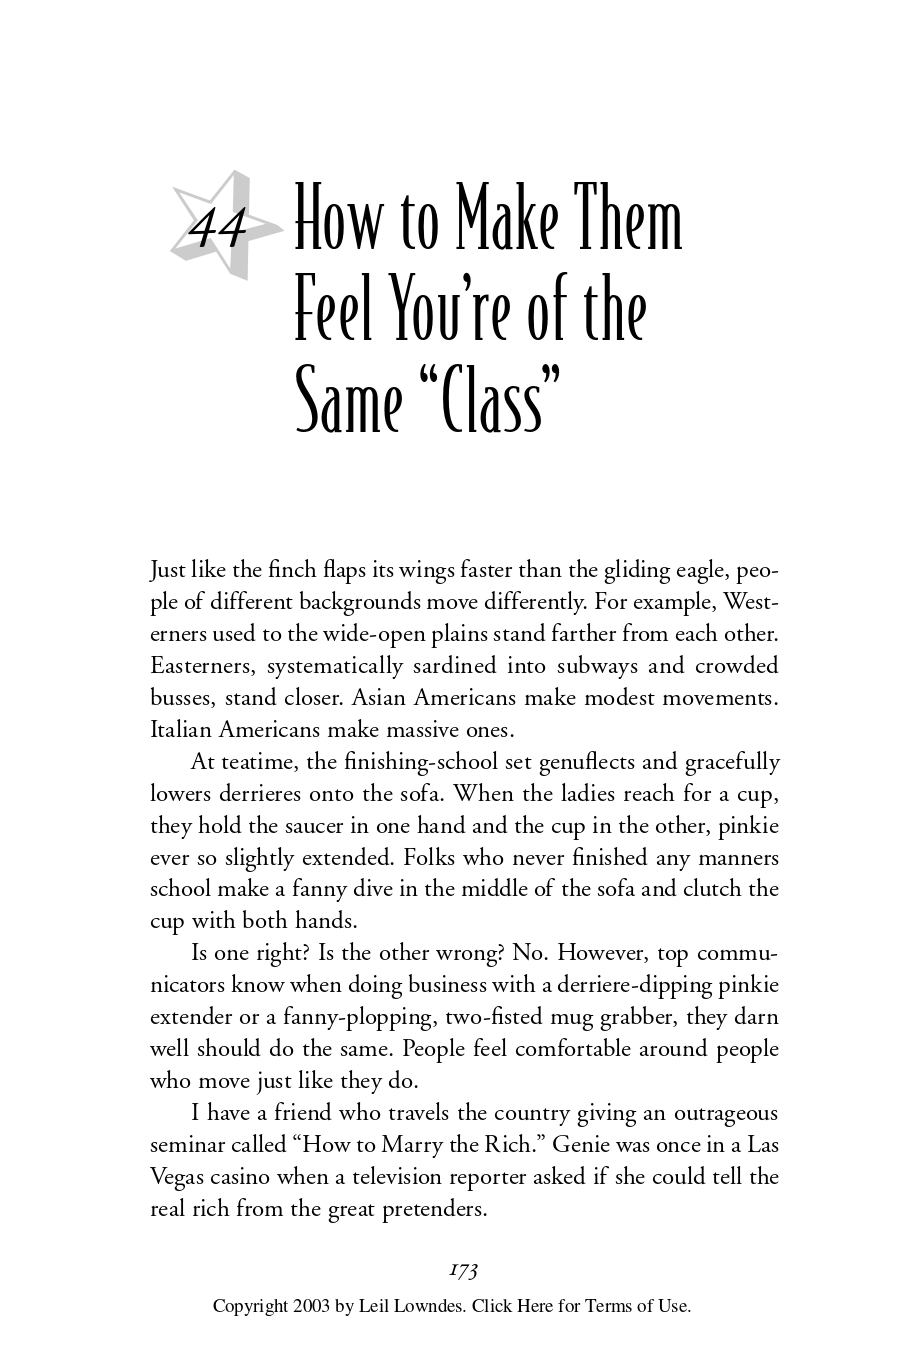 44 How to Make Them
Feel You’re of the
Same “Class”
Just like the finch flaps its wings faster than the gliding eagle, peo-
ple of different backgrounds move differently. For example, West-
erners used to the wide-open plains stand farther from each other.
Easterners, systematically sardined into subways and crowded
busses, stand closer. Asian Americans make modest movements.
Italian Americans make massive ones.
At teatime, the finishing-school set genuflects and gracefully
lowers derrieres onto the sofa. When the ladies reach for a cup,
they hold the saucer in one hand and the cup in the other, pinkie
ever so slightly extended. Folks who never finished any manners
school make a fanny dive in the middle of the sofa and clutch the
cup with both hands.
Is one right? Is the other wrong? No. However, top commu-
nicators know when doing business with a derriere-dipping pinkie
extender or a fanny-plopping, two-fisted mug grabber, they darn
well should do the same. People feel comfortable around people
who move just like they do.
I have a friend who travels the country giving an outrageous
seminar called “How to Marry the Rich.” Genie was once in a Las
Vegas casino when a television reporter asked if she could tell the
real rich from the great pretenders.
173
Copyright 2003 by Leil Lowndes. Click Here for Terms of Use.